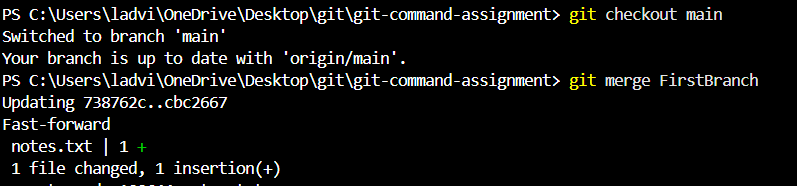 PS C:\Users\ladvi\OneDrive\Desktop\git\git-command-assignment> git checkout main
Switched to branch 'main'
Your branch is up to date with 'origin/main'.
PS C:\Users\ladvi\OneDrive\Desktop\git\git-command-assignment> git merge FirstBranch
Updating 738762c..cbc2667
Fast-forward
 notes.txt | 1 +
 1 file changed, 1 insertion(+)